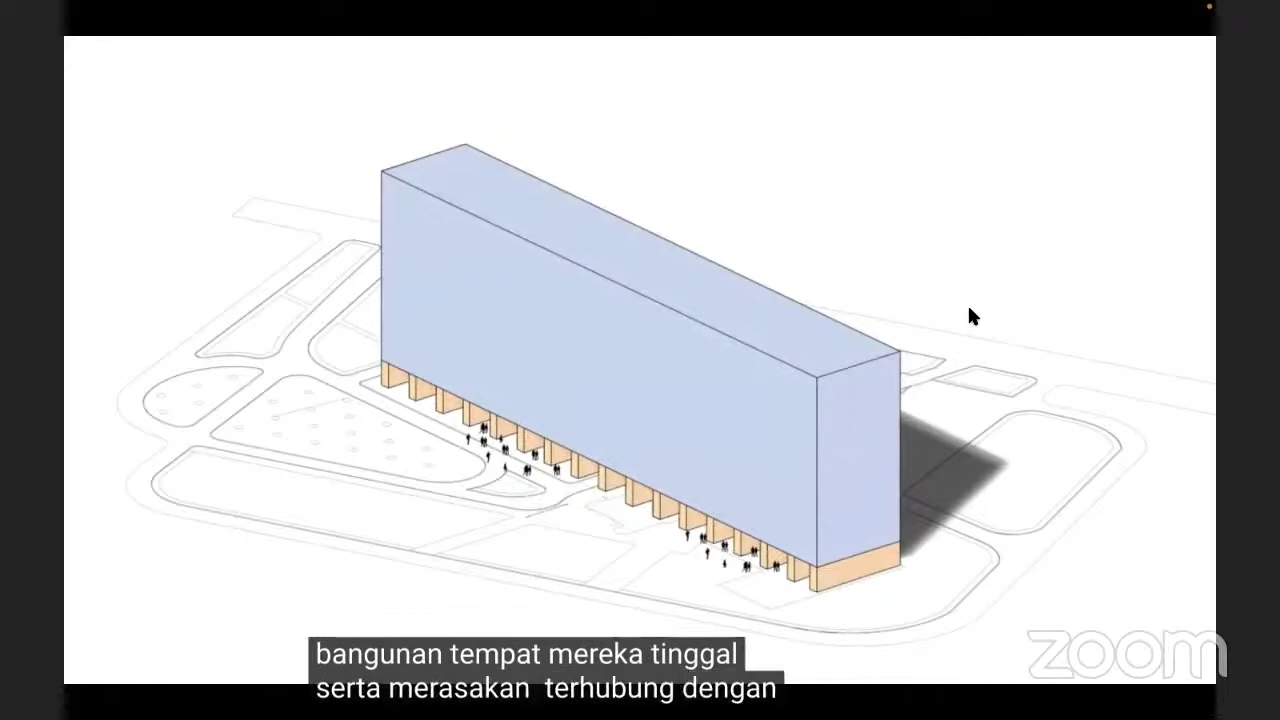 zoom
bangunan tempat mereka tinggal
serta merasakan terhubung dengan